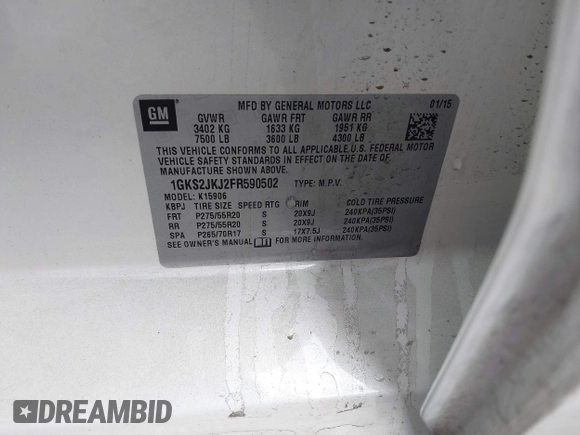 GM
MFD BY GENERAL MOTORS LLC 01/15
GVWR GAWR FRT GAWR RR
3402 KG 1633 KG 1951 KG
7500 LB 3600 LB 4300 LB
THIS VEHICLE CONFORMS TO ALL APPLICABLE U.S. FEDERAL MOTOR
VEHICLE SAFETY STANDARDS IN EFFECT ON THE DATE OF
MANUFACTURE SHOWN ABOVE.
1GKS2JKJ2FR590502 TYPE: M.P.V.
MODEL: K15906
KBPJ TIRE SIZE SPEED RTG RIM COLD TIRE PRESSURE
FRT P275/55R20 S 20X9J 240KPA(35PSI)
RR P275/55R20 S 20X9J 240KPA(35PSI)
SPA P265/70R17 S 17X7.5J 240KPA(35PSI)
SEE OWNER'S MANUAL FOR MORE INFORMATION.
DREAMBID